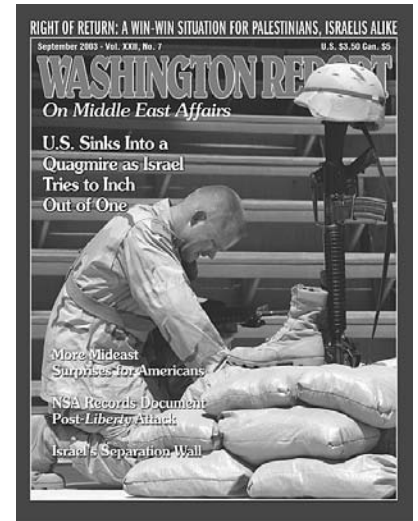 RIGHT OF RETURN: A WIN-WIN SITUATION FOR PALESTINIANS, ISRAELIS ALIKE
September 2003 - Vol. XXII, No. 7
U.S. $3.50 Can. $5
WASHINGTON REPORT
On Middle East Affairs
U.S. Sinks Into a
Quagmire as Israel
Tries to Inch
Out of One
More Mideast
Surprises for Americans
NSA Records Document
Post-Liberty Attack
Israel's Separation Wall